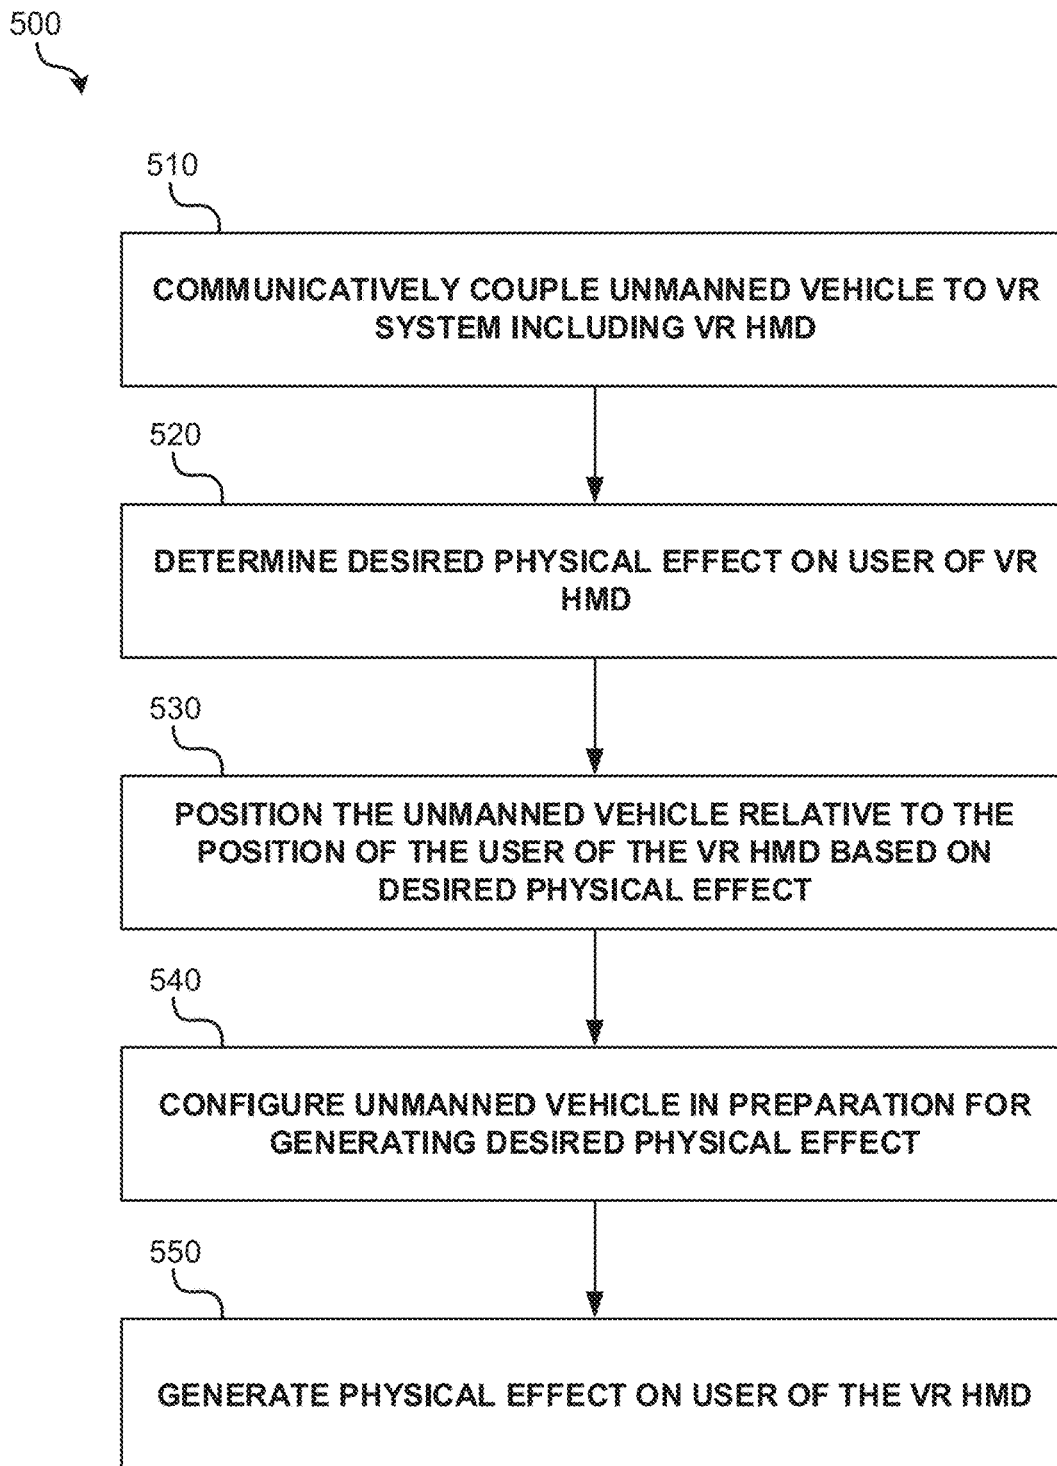 500
510
COMMUNICATIVELY COUPLE UNMANNED VEHICLE TO VR
SYSTEM INCLUDING VR HMD
520
DETERMINE DESIRED PHYSICAL EFFECT ON USER OF VR
HMD
530
POSITION THE UNMANNED VEHICLE RELATIVE TO THE
POSITION OF THE USER OF THE VR HMD BASED ON
DESIRED PHYSICAL EFFECT
540
CONFIGURE UNMANNED VEHICLE IN PREPARATION FOR
GENERATING DESIRED PHYSICAL EFFECT
550
GENERATE PHYSICAL EFFECT ON USER OF THE VR HMD